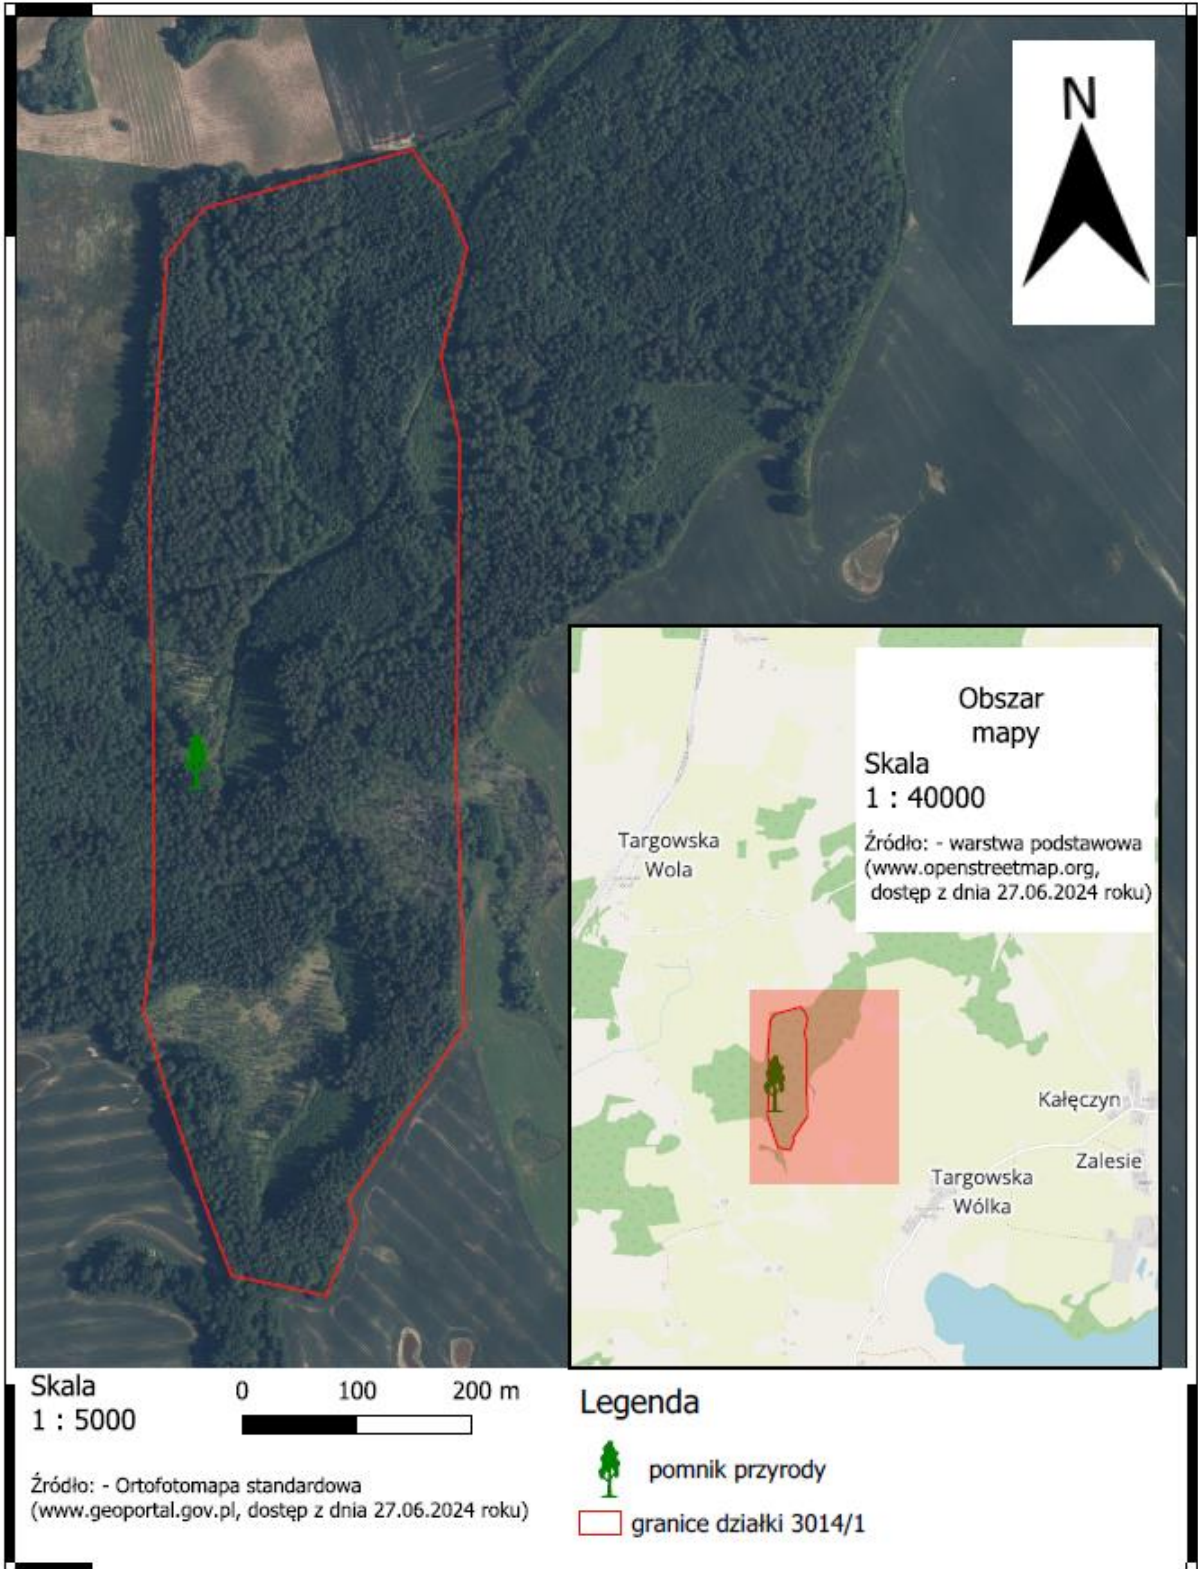 N
Obszar
mapy
Skala
1 : 40000
Źródło: - warstwa podstawowa
(www.openstreetmap.org,
dostęp z dnia 27.06.2024 roku)
Targowska
Wola
Kałęczyn
Zalesie
Targowska
Wólka
Skala
1 : 5000
0 100 200 m
Źródło: - Ortofotomapa standardowa
(www.geoportal.gov.pl, dostęp z dnia 27.06.2024 roku)
Legenda
pomnik przyrody
granice działki 3014/1